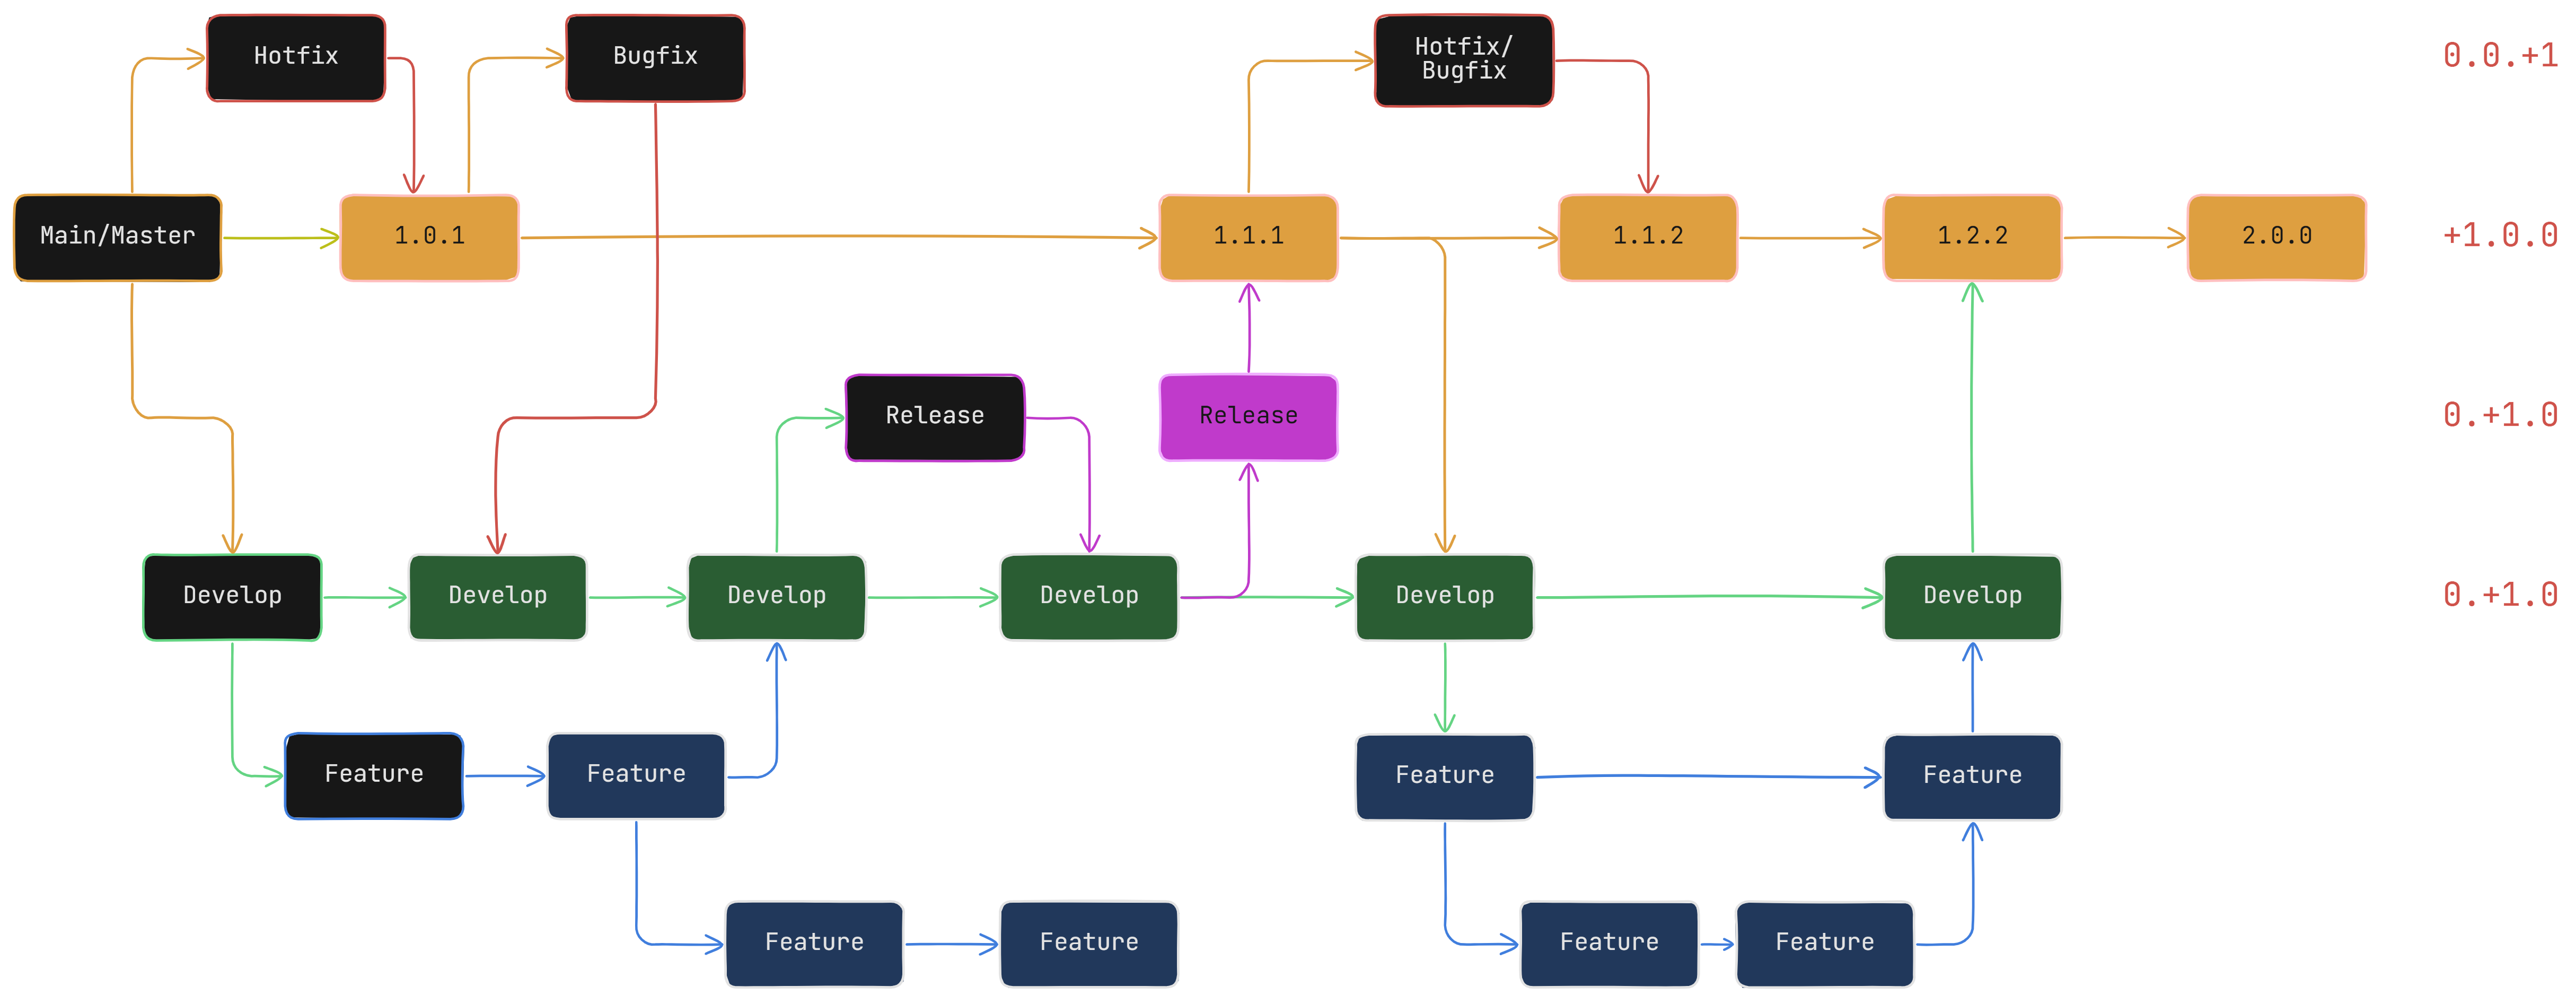 Hotfix
Bugfix
Hotfix/
Bugfix
0.0.+1
Main/Master
1.0.1
1.1.1
1.1.2
1.2.2
2.0.0
+1.0.0
Release
Release
0.+1.0
Develop
Develop
Develop
Develop
Develop
Develop
0.+1.0
Feature
Feature
Feature
Feature
Feature
Feature
Feature
Feature